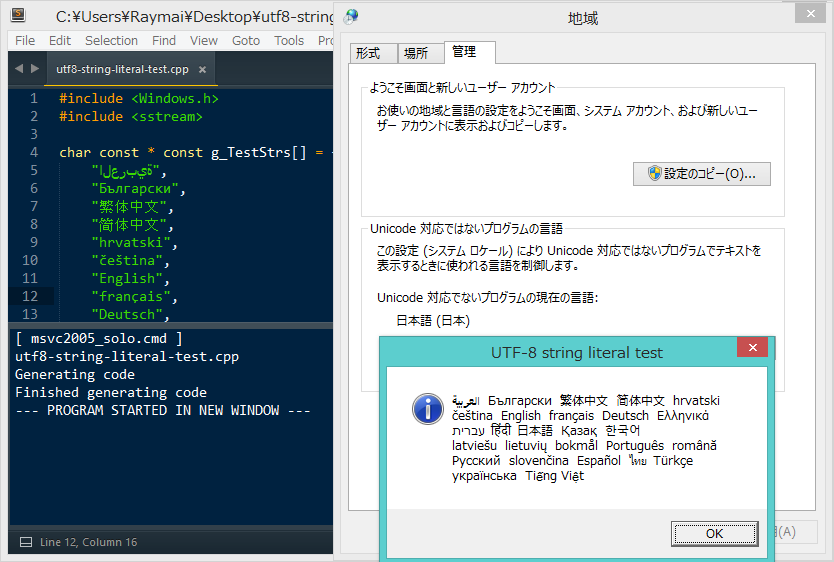 C:¥Users¥Raymai¥Desktop¥utf8-string
File Edit Selection Find View Goto Tools
utf8-string-literal-test.cpp ×
1 #include <Windows.h>
2 #include <sstream>
3
4 char const * const g_TestStrs[] =
5 "العربية",
6 "Български",
7 "繁体中文",
8 "简体中文",
9 "hrvatski",
10 "čeština",
11 "English",
12 "français",
13 "Deutsch",
[ msvc2005_solo.cmd ]
utf8-string-literal-test.cpp
Generating code
Finished generating code
--- PROGRAM STARTED IN NEW WINDOW ---
Line 12, Column 16
地域
形式 場所 管理
ようこそ画面と新しいユーザー アカウント
お使いの地域と言語の設定をようこそ画面、システム アカウント、および新しいユー
ザー アカウントに表示およびコピーします。
設定のコピー(O)...
Unicode 対応ではないプログラムの言語
この設定 (システム ロケール) により Unicode 対応ではないプログラムでテキストを
表示するときに使われる言語を制御します。
Unicode 対応でないプログラムの現在の言語:
日本語 (日本)
UTF-8 string literal test
العربية Български 繁体中文 简体中文 hrvatski
čeština English français Deutsch Ελληνικά
עברית हिंदी 日本語 Қазақ 한국어
latviešu lietuvių bokmål Português română
Русский slovenčina Español ไทย Türkçe
українська Tiếng Việt
OK
(A)